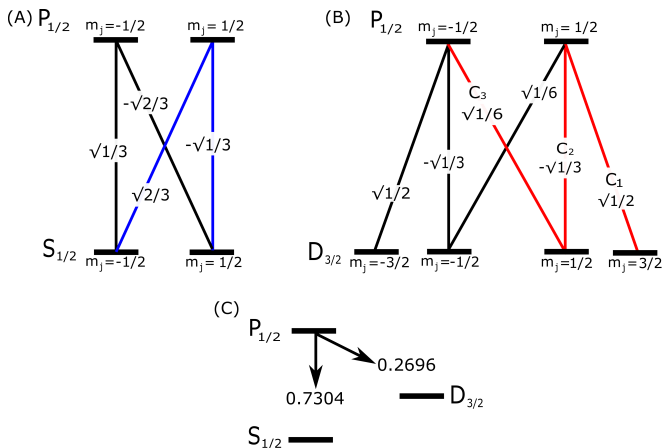 (A)
P1/2
mj=-1/2
mj= 1/2
-√2/3
√1/3
-√1/3
√2/3
S1/2
mj=-1/2
mj= 1/2
(B)
P1/2
mj=-1/2
mj= 1/2
C3
√1/6
√1/6
√1/2
-√1/3
C2
-√1/3
C1
√1/2
D3/2
mj= -3/2
mj=-1/2
mj=1/2
mj= 3/2
(C)
P1/2
0.2696
0.7304
D3/2
S1/2